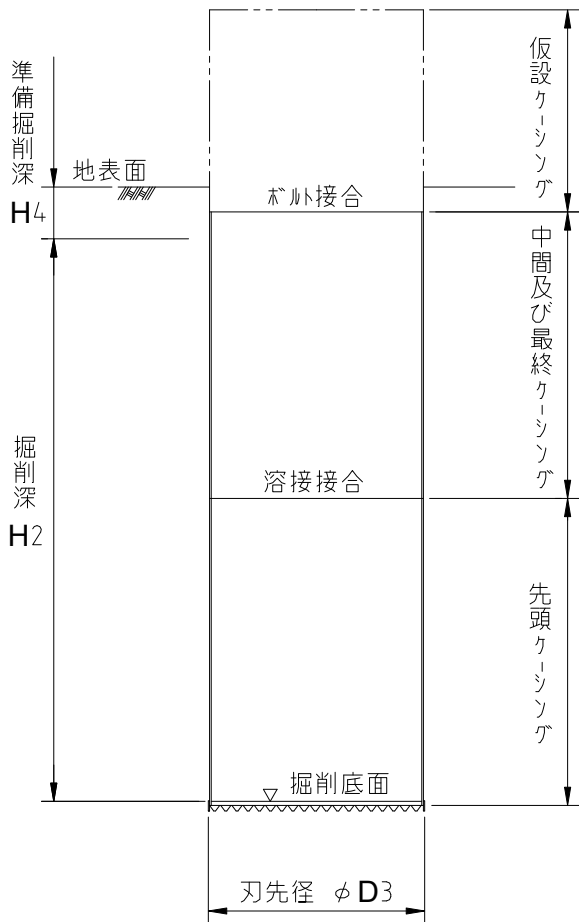 仮設ケーシング
準備掘削深
H4
地表面
ボルト接合
中間及び最終ケーシング
掘削深
H2
溶接接合
先頭ケーシング
掘削底面
刃先径 φD3